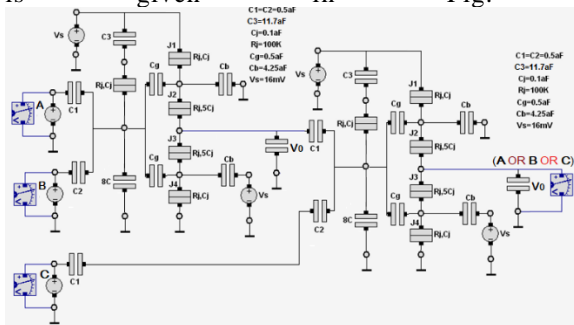 is given in Fig.
C1=C2=0.5aF
C3=11.7aF
Cj=0.1aF
Rj=100K
Cg=0.5aF
Cb=4.25aF
Vs=16mV
Vs
C3
J1
Rj,Cj
Rj,Cj
Cg
Cb
A
C1
J2
Rj,5Cj
J3
Rj,5Cj
V0
B
C2
8C
Cg
Cb
J4
Rj,Cj
Vs
C
C1
Vs
C3
J1
Rj,Cj
Rj,Cj
Cg
Cb
C1
J2
Rj,5Cj
J3
Rj,5Cj
C2
8C
Cg
Cb
J4
Rj,Cj
Vs
C1=C2=0.5aF
C3=11.7aF
Cj=0.1aF
Rj=100K
Cg=0.5aF
Cb=4.25aF
Vs=16mV
(A OR B OR C)
V0